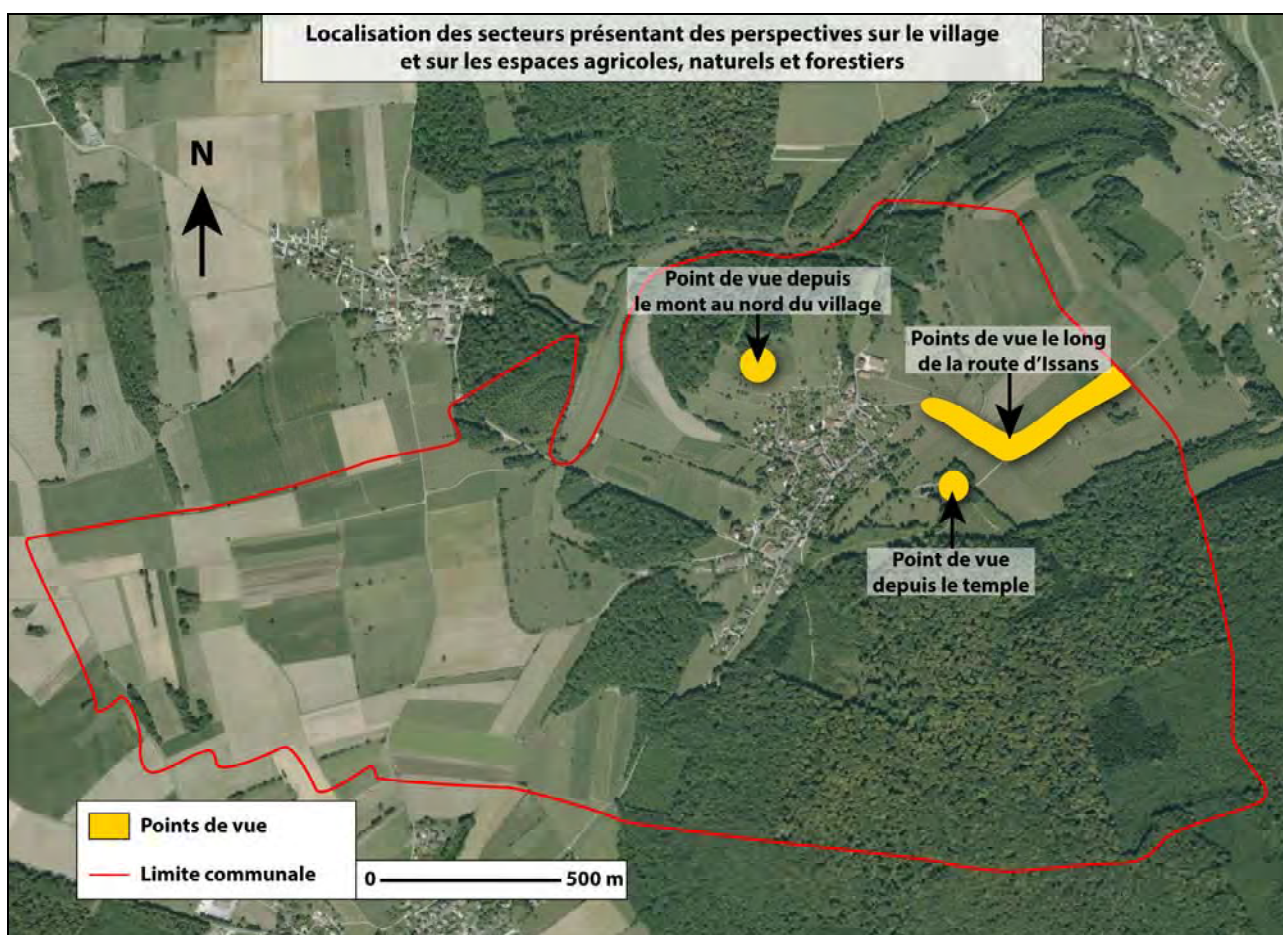 Localisation des secteurs présentant des perspectives sur le village
et sur les espaces agricoles, naturels et forestiers
N
Point de vue depuis
le mont au nord du village
Points de vue le long
de la route d'Issans
Point de vue
depuis le temple
Points de vue
Limite communale
0 500 m